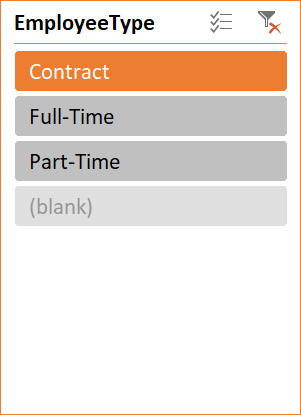 EmployeeType
Contract
Full-Time
Part-Time
(blank)